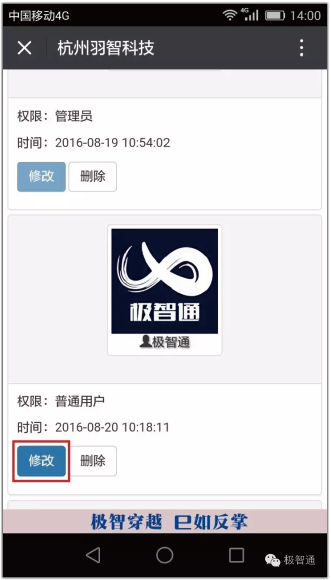 中国移动4G
4G
14:00
杭州羽智科技
权限：管理员
时间：2016-08-19 10:54:02
修改
删除
极智通
极智通
权限：普通用户
时间：2016-08-20 10:18:11
修改
删除
极智穿越 已如反掌
极智通